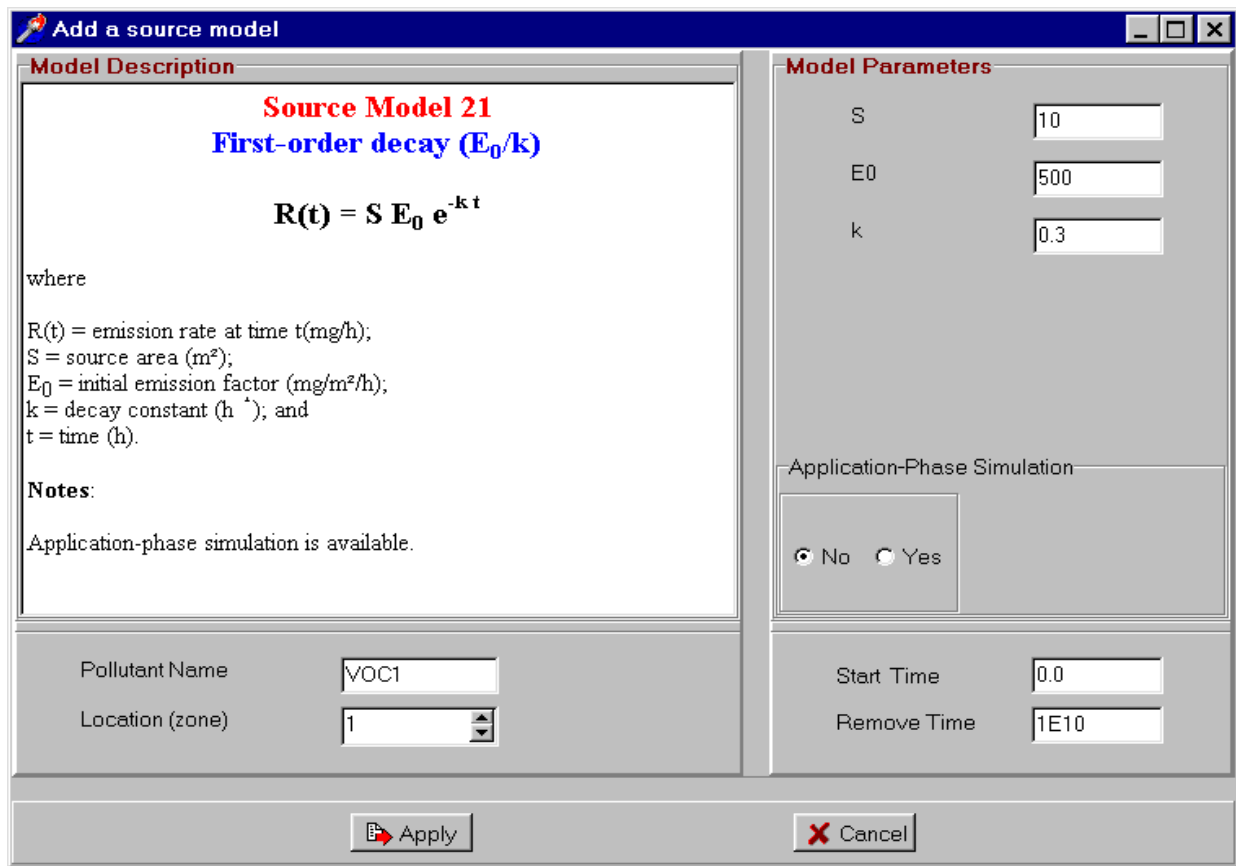 Add a source model
Model Description
Source Model 21
First-order decay (E₀/k)
R(t) = S E₀ e⁻ᵏ ᵗ
where
R(t) = emission rate at time t(mg/h);
S = source area (m²);
E₀ = initial emission factor (mg/m²/h);
k = decay constant (h ); and
t = time (h).
Notes:
Application-phase simulation is available.
Model Parameters
S 10
E0 500
k 0.3
Application-Phase Simulation
No Yes
Pollutant Name VOC1
Location (zone) 1
Start Time 0.0
Remove Time 1E10
Apply Cancel